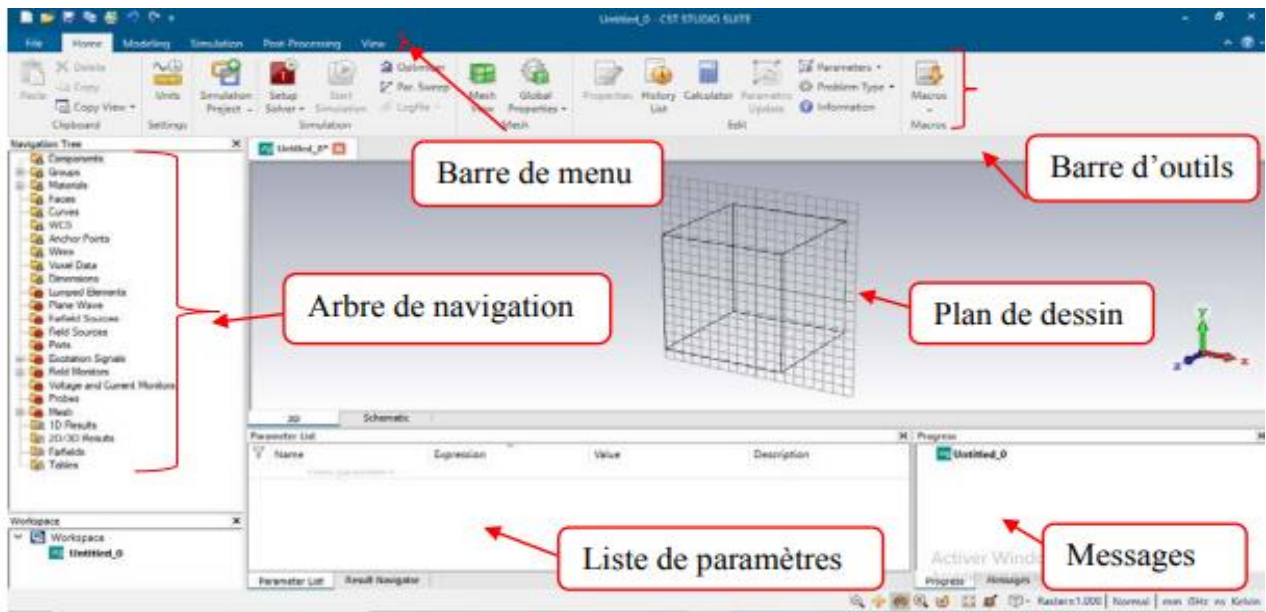 Untitled_0 - CST STUDIO SUITE
File Home Modeling Simulation Post-Processing View
Paste Delete Copy Copy View
Units
Simulation Project
Setup Solver Start Simulation Optimizer Par. Sweep Logfile
Mesh View Global Properties
Properties History List Calculator Parametric Update Parameters Problem Type Information
Macros
Clipboard Settings Simulation Mesh Edit Macros
Navigation Tree
Untitled_0*
Components
Groups
Materials
Faces
Curves
WCS
Anchor Points
Wires
Voxel Data
Dimensions
Lumped Elements
Plane Wave
Farfield Sources
Field Sources
Ports
Excitation Signals
Field Monitors
Voltage and Current Monitors
Probes
Mesh
1D Results
2D/3D Results
Farfields
Tables
Barre de menu
Barre d'outils
Arbre de navigation
Plan de dessin
y
x
z
3D Schematic
Parameter List
Name Expression Value Description
Liste de paramètres
Parameter List Result Navigator
Progress
Untitled_0
Messages
Activer Windo
Progress Messages
Workspace
Workspace
Untitled_0
Raster=1.000 Normal mm GHz ns Kelvin